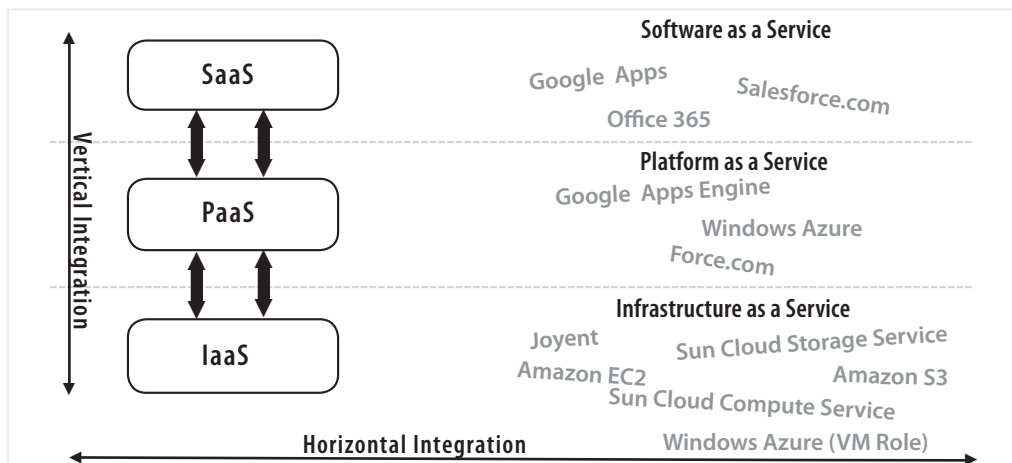 Software as a Service
SaaS
Google Apps
Salesforce.com
Office 365
Vertical Integration
Platform as a Service
Google Apps Engine
PaaS
Windows Azure
Force.com
Infrastructure as a Service
Joyent
Sun Cloud Storage Service
IaaS
Amazon EC2
Amazon S3
Sun Cloud Compute Service
Horizontal Integration
Windows Azure (VM Role)